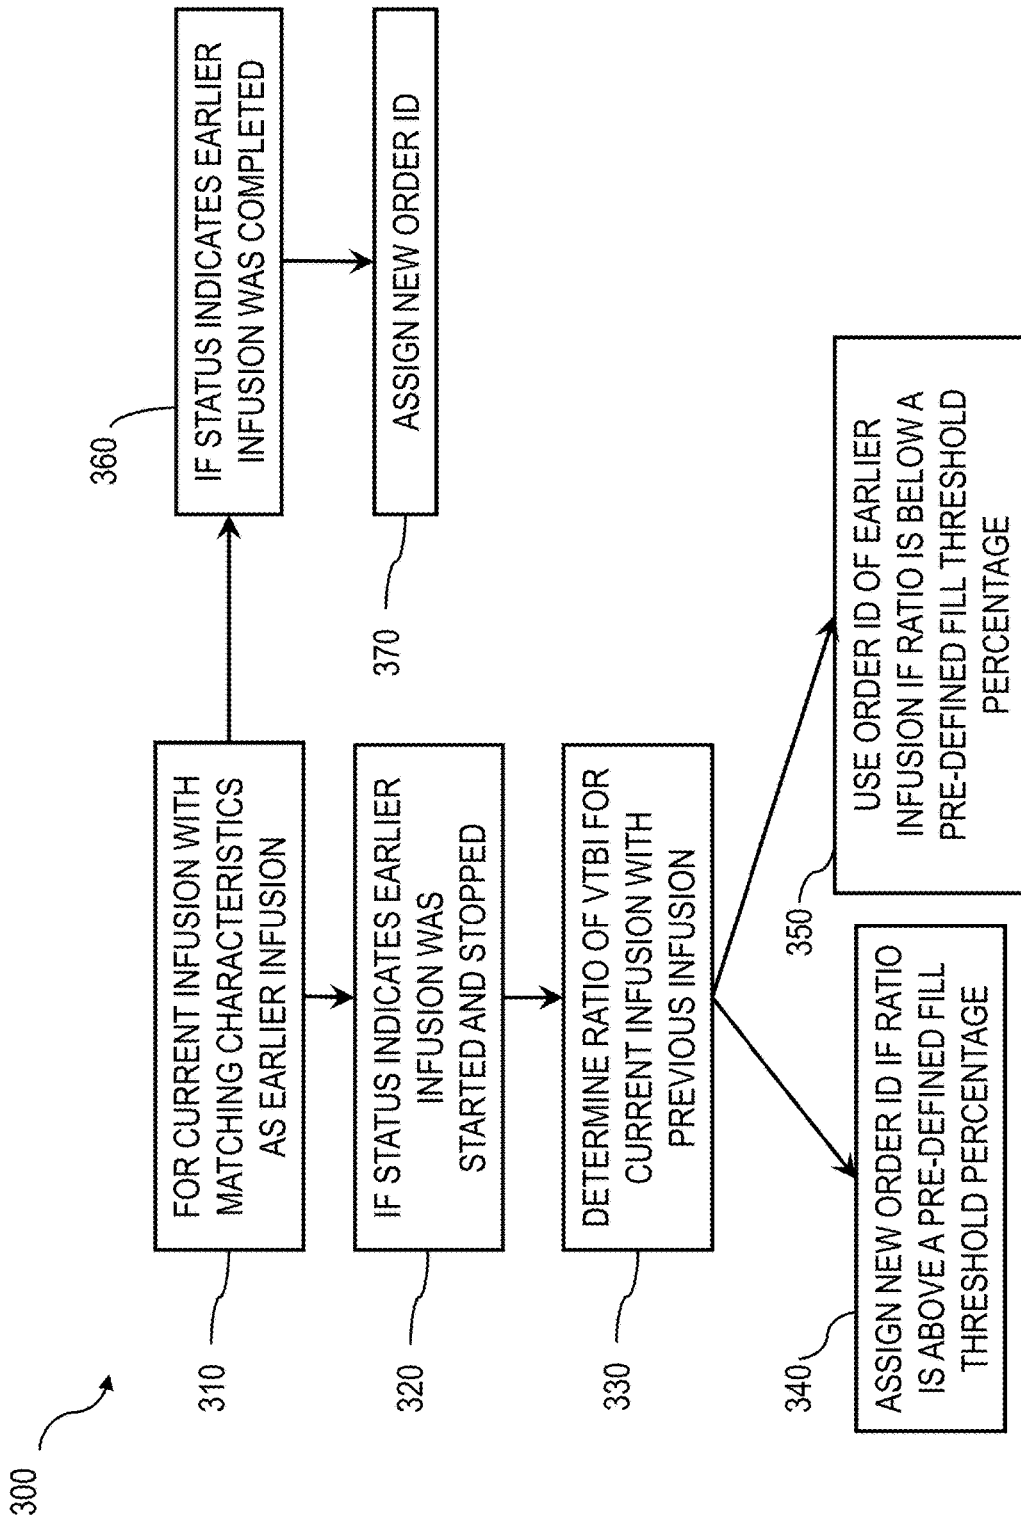 300
310
FOR CURRENT INFUSION WITH
MATCHING CHARACTERISTICS
AS EARLIER INFUSION
360
IF STATUS INDICATES EARLIER
INFUSION WAS COMPLETED
320
IF STATUS INDICATES EARLIER
INFUSION WAS
STARTED AND STOPPED
370
ASSIGN NEW ORDER ID
330
DETERMINE RATIO OF VTBI FOR
CURRENT INFUSION WITH
PREVIOUS INFUSION
340
ASSIGN NEW ORDER ID IF RATIO
IS ABOVE A PRE-DEFINED FILL
THRESHOLD PERCENTAGE
350
USE ORDER ID OF EARLIER
INFUSION IF RATIO IS BELOW A
PRE-DEFINED FILL THRESHOLD
PERCENTAGE